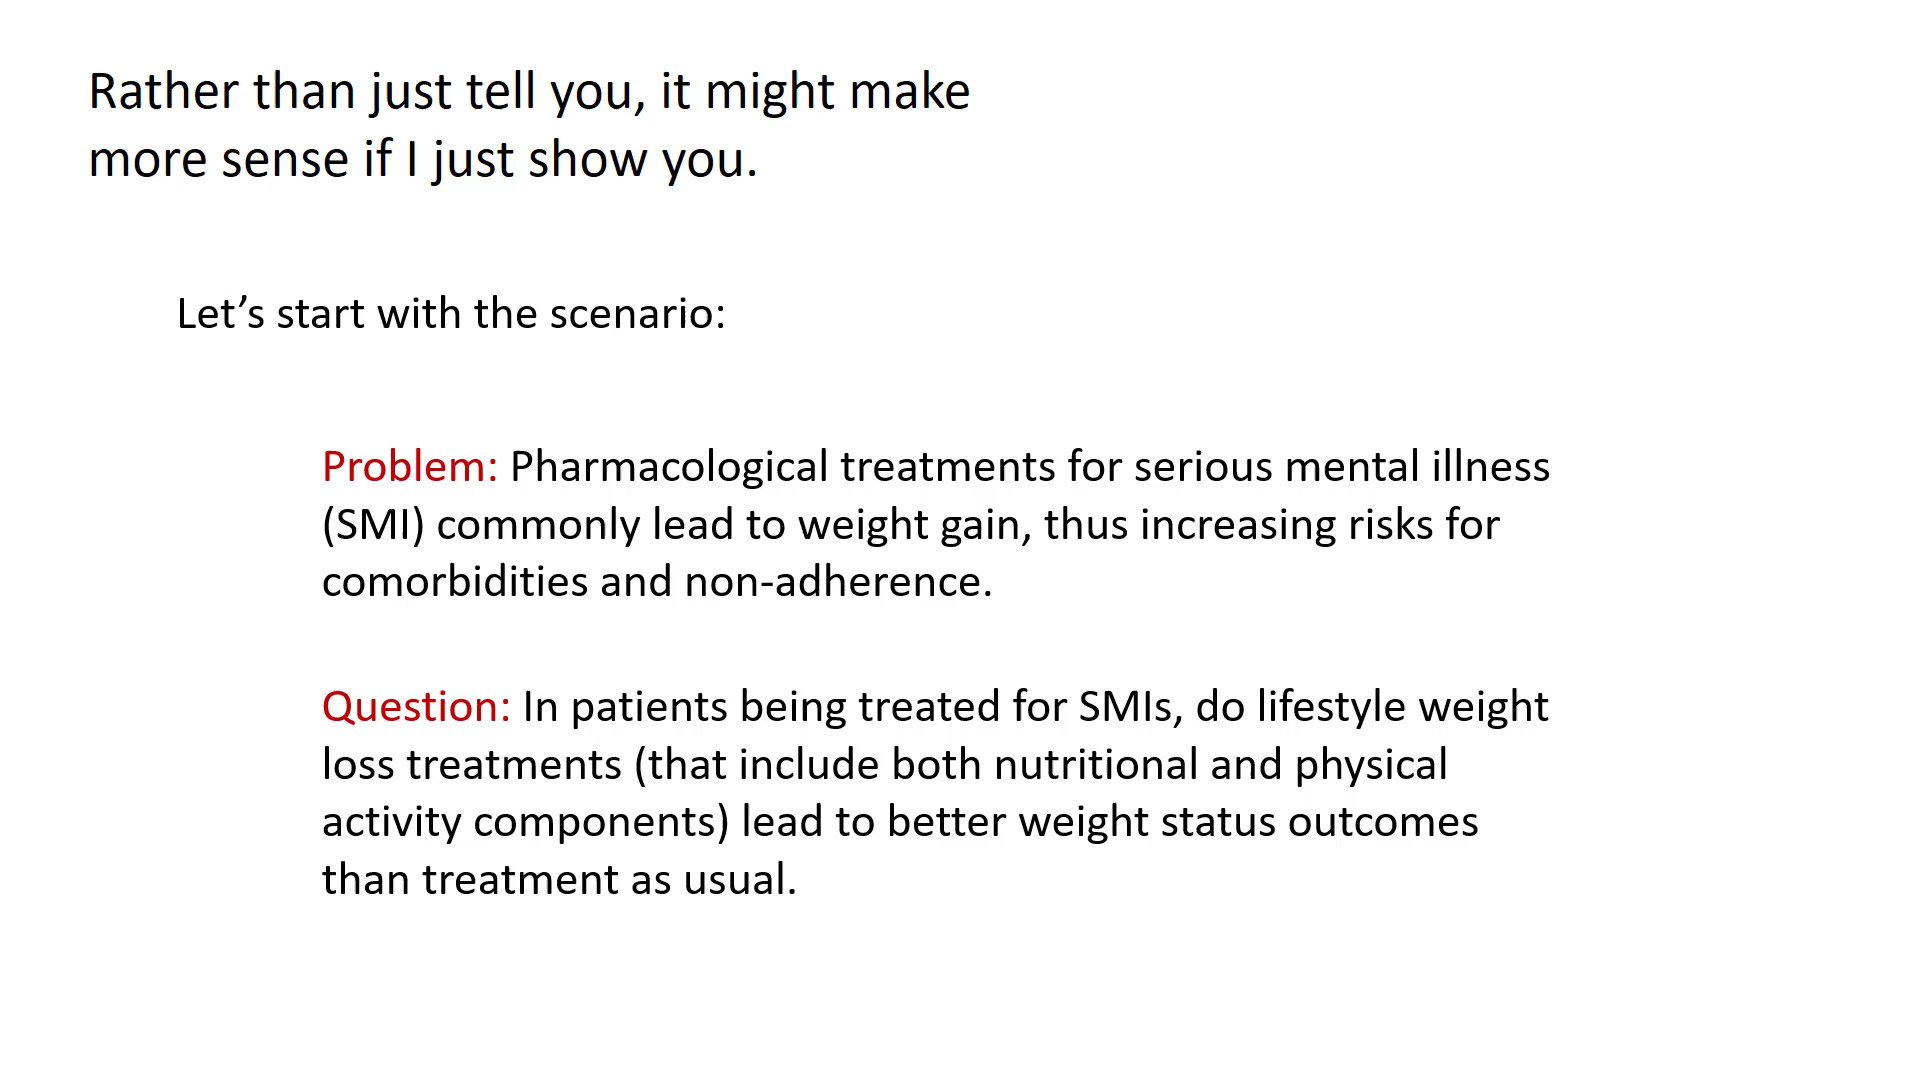 Rather than just tell you, it might make
more sense if I just show you.
Let’s start with the scenario:
Problem: Pharmacological treatments for serious mental illness
(SMI) commonly lead to weight gain, thus increasing risks for
comorbidities and non-adherence.
Question: In patients being treated for SMIs, do lifestyle weight
loss treatments (that include both nutritional and physical
activity components) lead to better weight status outcomes
than treatment as usual.